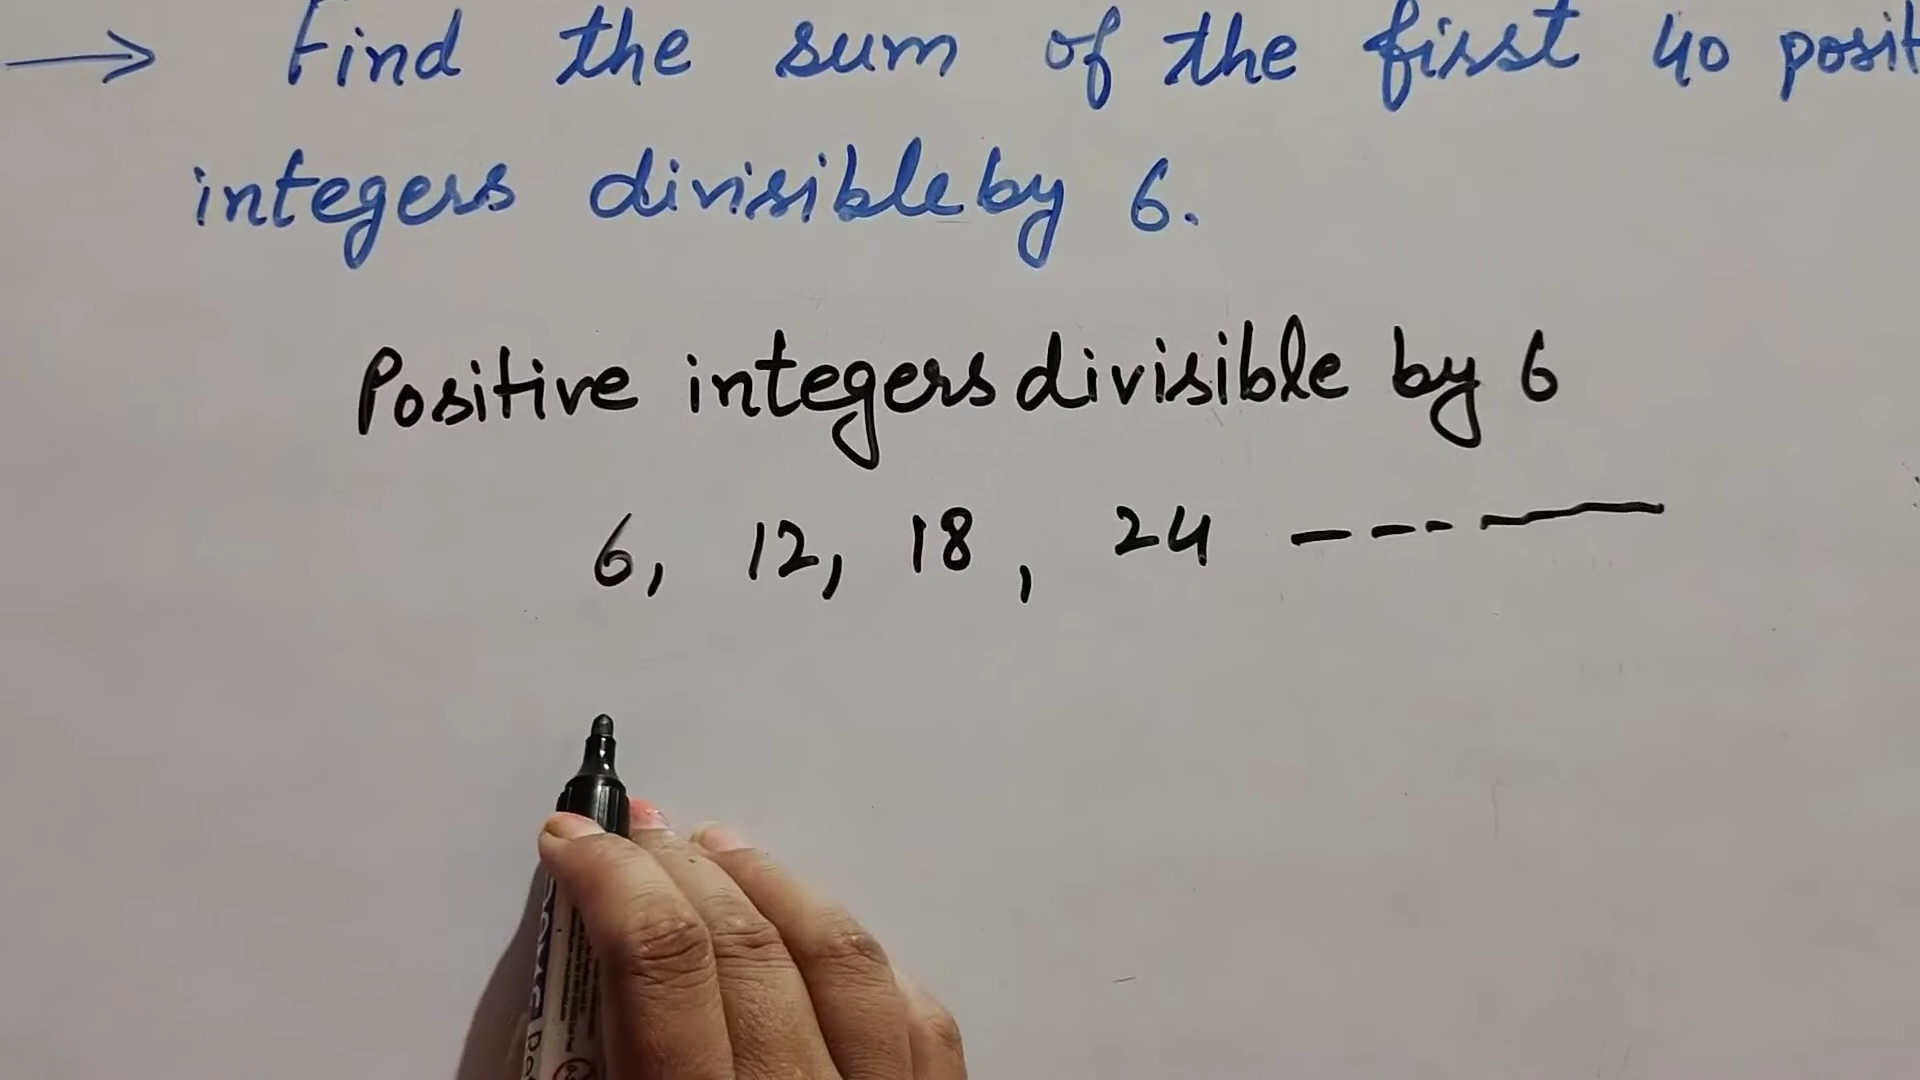 → Find the sum of the first 40 posit
integers divisible by 6.
Positive integers divisible by 6
6, 12, 18, 24 ----